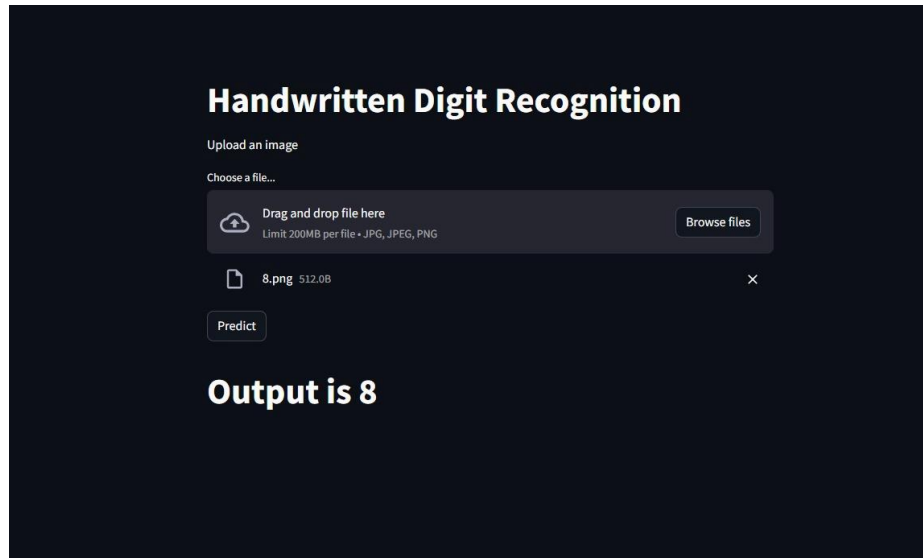 Handwritten Digit Recognition
Upload an image
Choose a file...
Drag and drop file here
Limit 200MB per file • JPG, JPEG, PNG
Browse files
8.png 512.0B
Predict
Output is 8